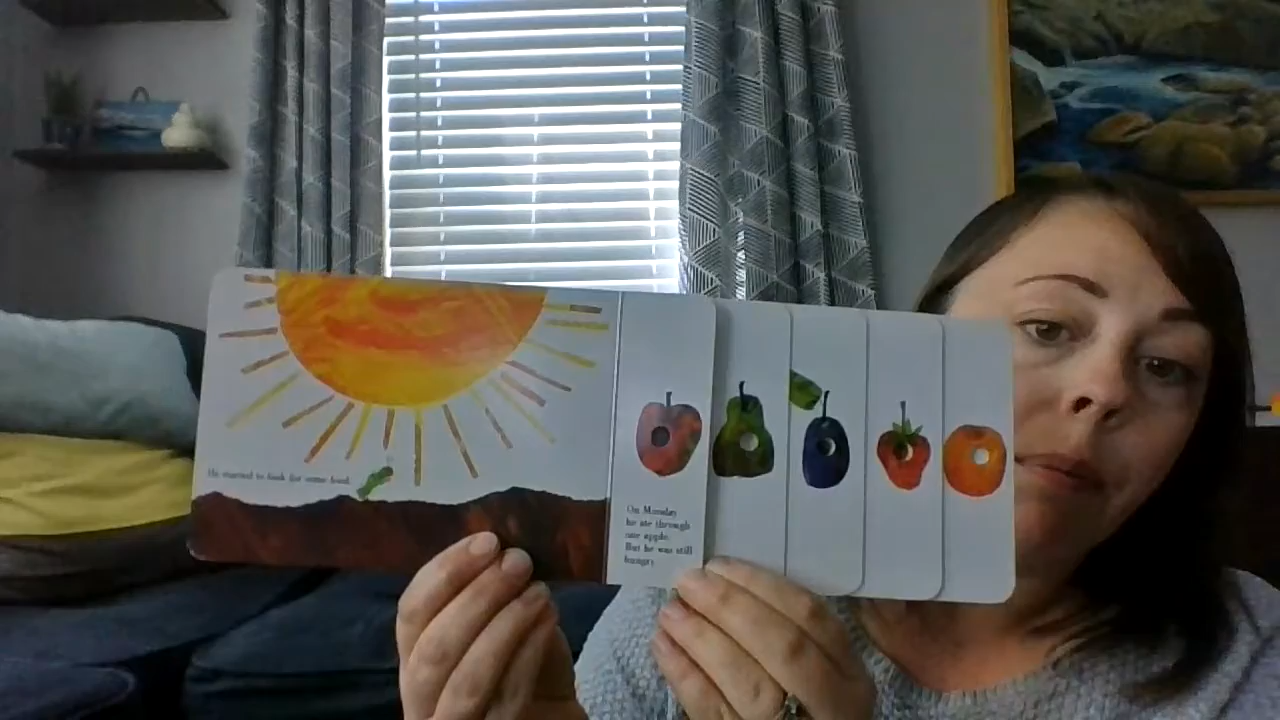 He started to look for some food.
On Monday
he ate through
one apple.
But he was still
hungry.